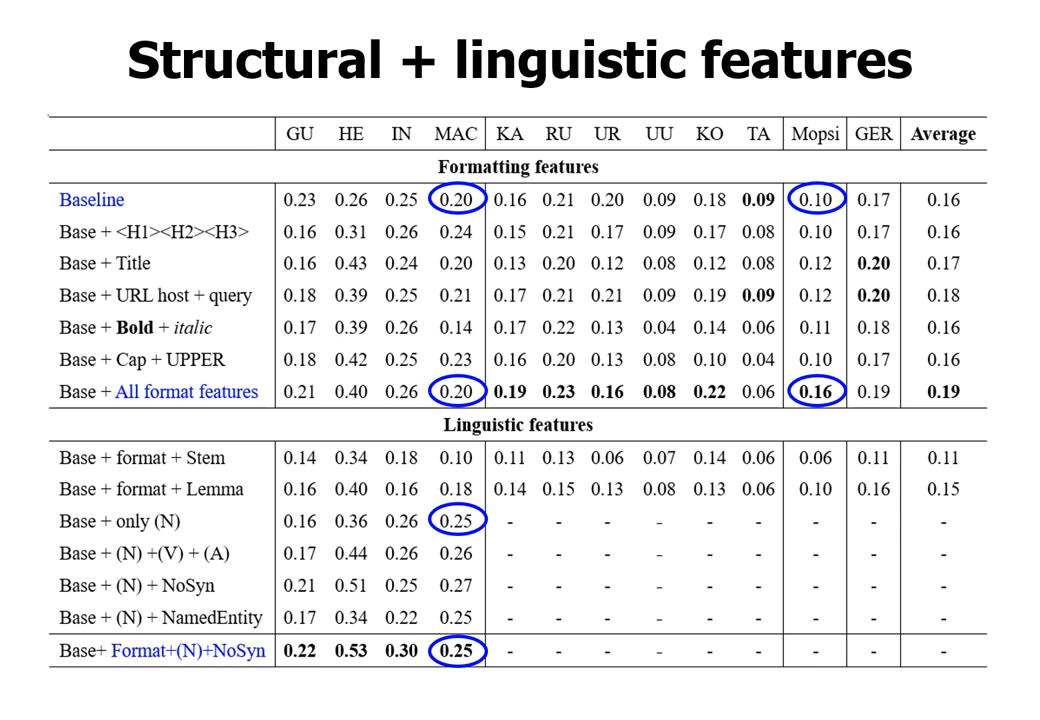 Structural + linguistic features
GU HE IN MAC KA RU UR UU KO TA Mopsi GER Average
Formatting features
Baseline 0.23 0.26 0.25 0.20 0.16 0.21 0.20 0.09 0.18 0.09 0.10 0.17 0.16
Base + <H1><H2><H3> 0.16 0.31 0.26 0.24 0.15 0.21 0.17 0.09 0.17 0.08 0.10 0.17 0.16
Base + Title 0.16 0.43 0.24 0.20 0.13 0.20 0.12 0.08 0.12 0.08 0.12 0.20 0.17
Base + URL host + query 0.18 0.39 0.25 0.21 0.17 0.21 0.21 0.09 0.19 0.09 0.12 0.20 0.18
Base + Bold + italic 0.17 0.39 0.26 0.14 0.17 0.22 0.13 0.04 0.14 0.06 0.11 0.18 0.16
Base + Cap + UPPER 0.18 0.42 0.25 0.23 0.16 0.20 0.13 0.08 0.10 0.04 0.10 0.17 0.16
Base + All format features 0.21 0.40 0.26 0.20 0.19 0.23 0.16 0.08 0.22 0.06 0.16 0.19 0.19
Linguistic features
Base + format + Stem 0.14 0.34 0.18 0.10 0.11 0.13 0.06 0.07 0.14 0.06 0.06 0.11 0.11
Base + format + Lemma 0.16 0.40 0.16 0.18 0.14 0.15 0.13 0.08 0.13 0.06 0.10 0.16 0.15
Base + only (N) 0.16 0.36 0.26 0.25 - - - - - - - - -
Base + (N) +(V) + (A) 0.17 0.44 0.26 0.26 - - - - - - - - -
Base + (N) + NoSyn 0.21 0.51 0.25 0.27 - - - - - - - - -
Base + (N) + NamedEntity 0.17 0.34 0.22 0.25 - - - - - - - - -
Base+ Format+(N)+NoSyn 0.22 0.53 0.30 0.25 - - - - - - - - -